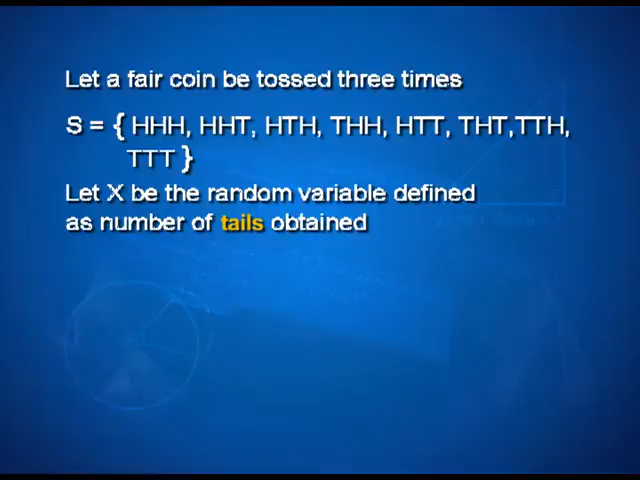 Let a fair coin be tossed three times
S = { HHH, HHT, HTH, THH, HTT, THT,TTH,
TTT }
Let X be the random variable defined
as number of tails obtained